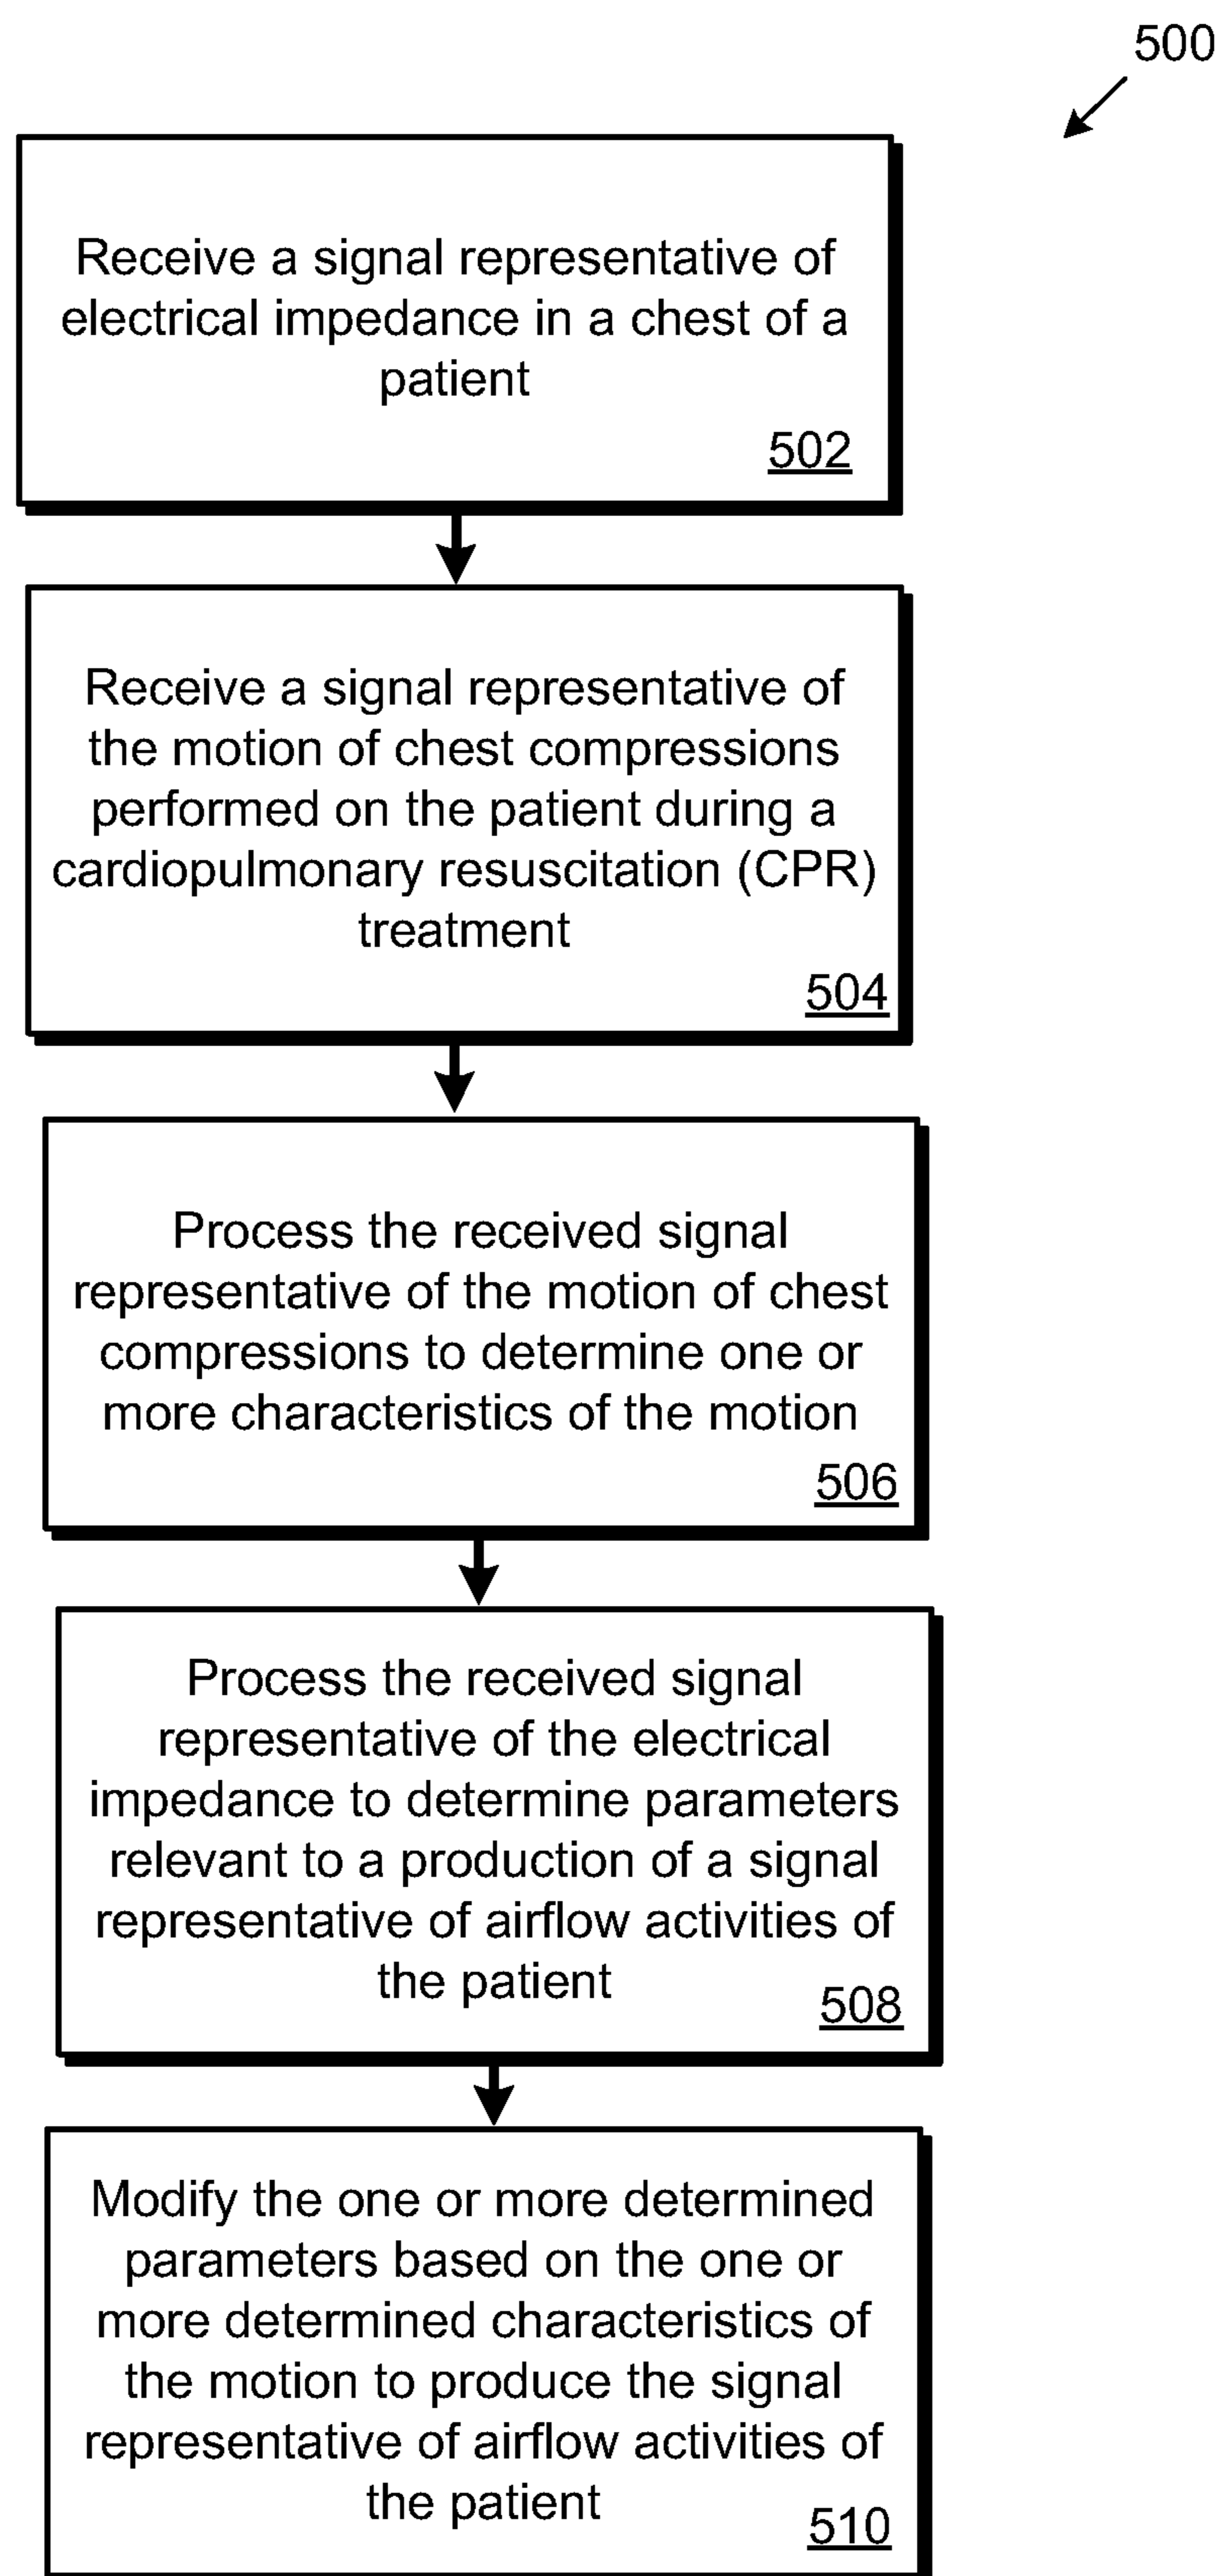 500
Receive a signal representative of
electrical impedance in a chest of a
patient
502
Receive a signal representative of
the motion of chest compressions
performed on the patient during a
cardiopulmonary resuscitation (CPR)
treatment
504
Process the received signal
representative of the motion of chest
compressions to determine one or
more characteristics of the motion
506
Process the received signal
representative of the electrical
impedance to determine parameters
relevant to a production of a signal
representative of airflow activities of
the patient
508
Modify the one or more determined
parameters based on the one or
more determined characteristics of
the motion to produce the signal
representative of airflow activities of
the patient
510